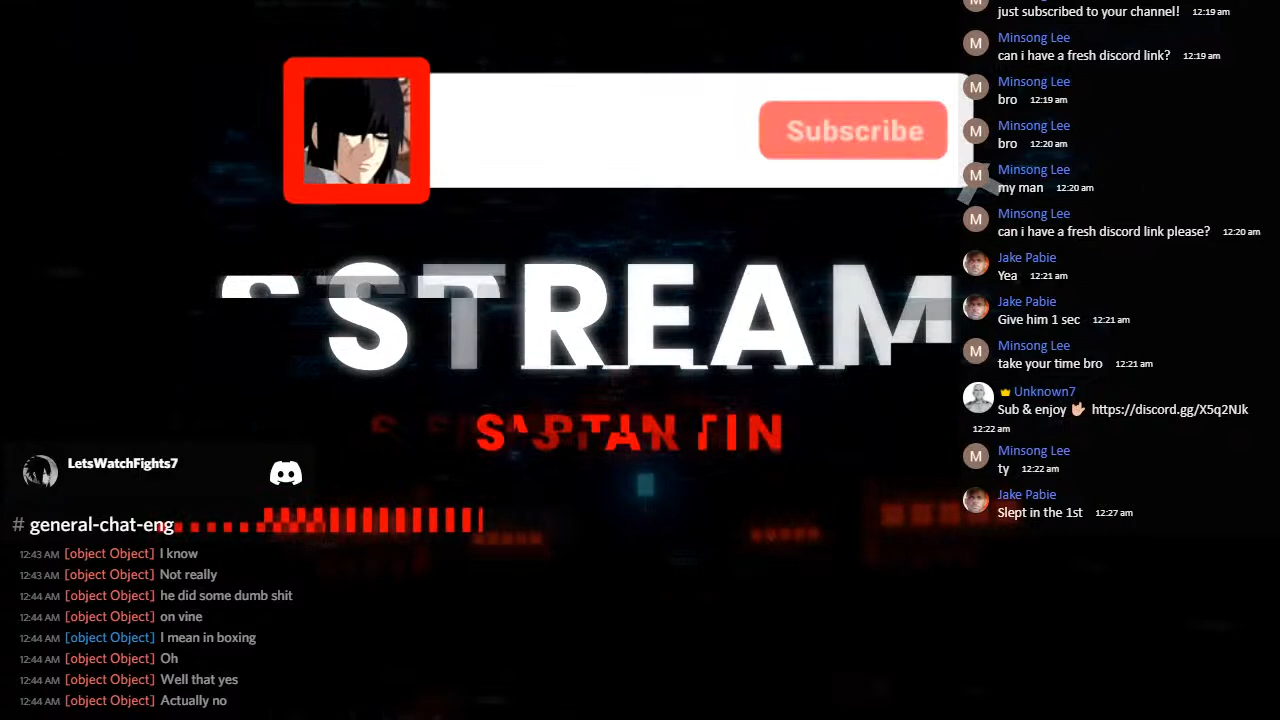 just subscribed to your channel! 12:19 am
Minsong Lee
can i have a fresh discord link? 12:19 am
Minsong Lee
bro 12:19 am
Minsong Lee
bro 12:20 am
Minsong Lee
my man 12:20 am
Minsong Lee
can i have a fresh discord link please? 12:20 am
Jake Pabie
Yea 12:21 am
Jake Pabie
Give him 1 sec 12:21 am
Minsong Lee
take your time bro 12:21 am
Unknown7
Sub & enjoy 🤟🏼 https://discord.gg/X5q2NJk
12:22 am
Minsong Lee
ty 12:22 am
Jake Pabie
Slept in the 1st 12:27 am
Subscribe
STREAM
LetsWatchFights7
# general-chat-eng
12:43 AM [object Object] I know
12:43 AM [object Object] Not really
12:44 AM [object Object] he did some dumb shit
12:44 AM [object Object] on vine
12:44 AM [object Object] I mean in boxing
12:44 AM [object Object] Oh
12:44 AM [object Object] Well that yes
12:44 AM [object Object] Actually no